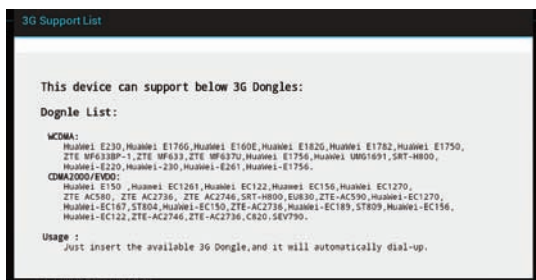 3G Support List
This device can support below 3G Dongles:
Dognle List:
WCDMA:
Huawei E230 ,Huawei E176G,Huawei E160E,Huawei E182G,Huawei E1782,Huawei E1750,
ZTE MF633BP-1,ZTE MF633,ZTE MF637U,Huawei E1756,Huawei UMG1691,SRT-H800,
Huawei-E220,Huawei-230,Huawei-E261,Huawei-E1756.
CDMA2000/EVDO:
Huawei E150 ,Huawei EC1261,Huawei EC122,Huawei EC156,Huawei EC1270,
ZTE AC580, ZTE AC2736, ZTE AC2746,SRT-H800,EU830,ZTE-AC590,Huawei-EC1270,
Huawei-EC167,ST804,Huawei-EC150,ZTE-AC2736,Huawei-EC189,ST809,Huawei-EC156,
Huawei-EC122,ZTE-AC2746,ZTE-AC2736,C820.SEV790.
Usage :
Just insert the available 3G Dongle,and it will automatically dial-up.